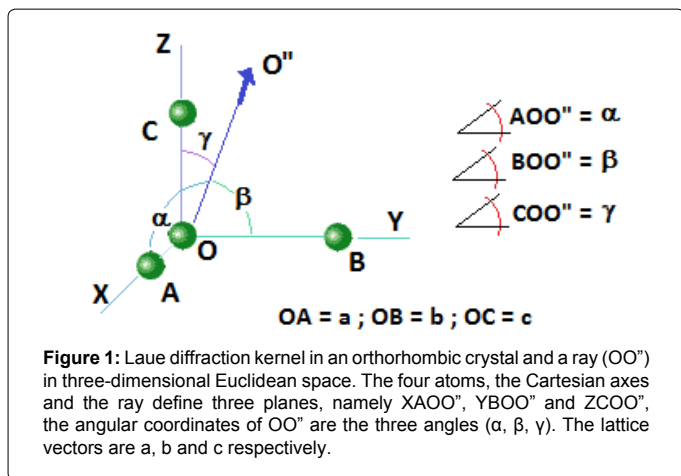 Z
O"
C
γ
AOO" = α
α
β
BOO" = β
O
Y
COO" = γ
B
X
A
OA = a ; OB = b ; OC = c
Figure 1: Laue diffraction kernel in an orthorhombic crystal and a ray (OO”)
in three-dimensional Euclidean space. The four atoms, the Cartesian axes
and the ray define three planes, namely XAOO”, YBOO” and ZCOO”,
the angular coordinates of OO” are the three angles (α, β, γ). The lattice
vectors are a, b and c respectively.